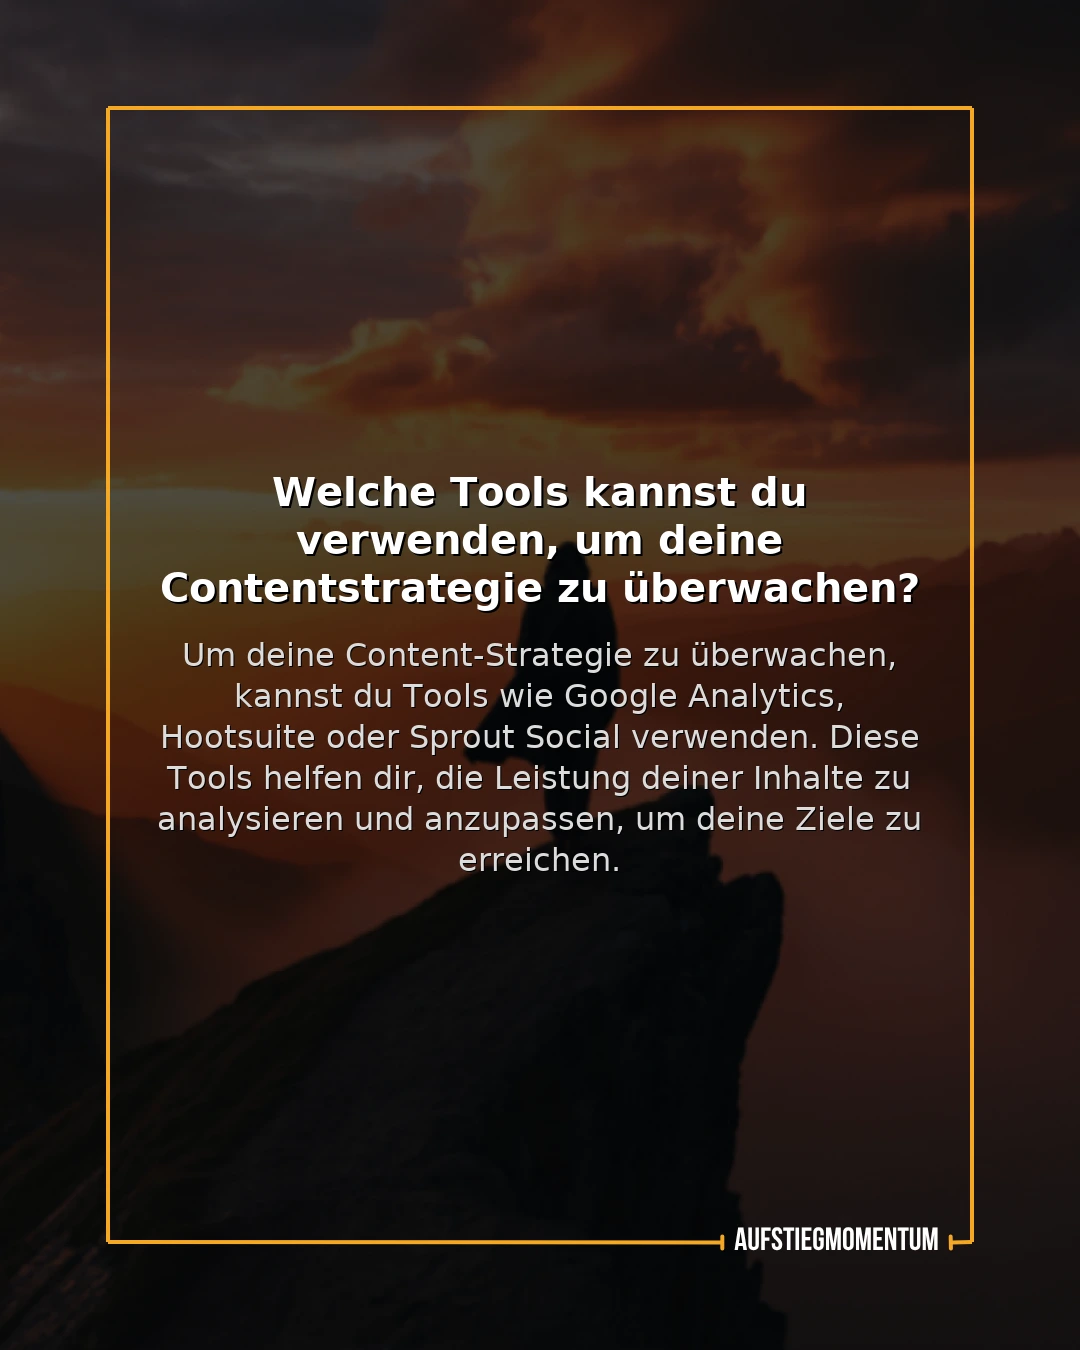 Welche Tools kannst du
verwenden, um deine
Contentstrategie zu überwachen?
Um deine Content-Strategie zu überwachen,
kannst du Tools wie Google Analytics,
Hootsuite oder Sprout Social verwenden. Diese
Tools helfen dir, die Leistung deiner Inhalte zu
analysieren und anzupassen, um deine Ziele zu
erreichen.
AUFSTIEGMOMENTUM